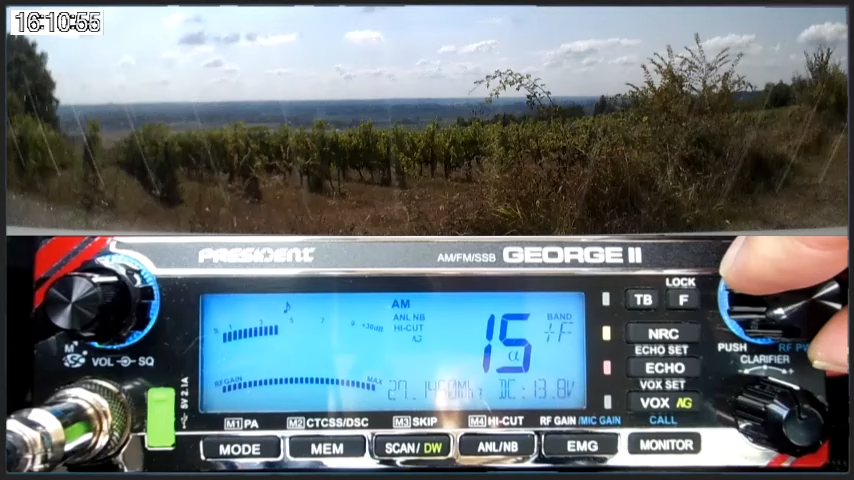 16:10:55
PRESIDENT AM/FM/SSB GEORGE II
LOCK
TB F
AM
ANL NB
HI-CUT
BAND
15
α
+30dB
NRC
ECHO SET
ECHO
VOX SET
VOX
CALL
PUSH RF PW
CLARIFIER
M
VOL SQ
5V 2.1A
RF GAIN MAX
DC:13.8V
M1 PA M2 CTCSS/DSC M3 SKIP M4 HI-CUT RF GAIN/MIC GAIN
MODE MEM SCAN/ DW ANL/NB EMG MONITOR